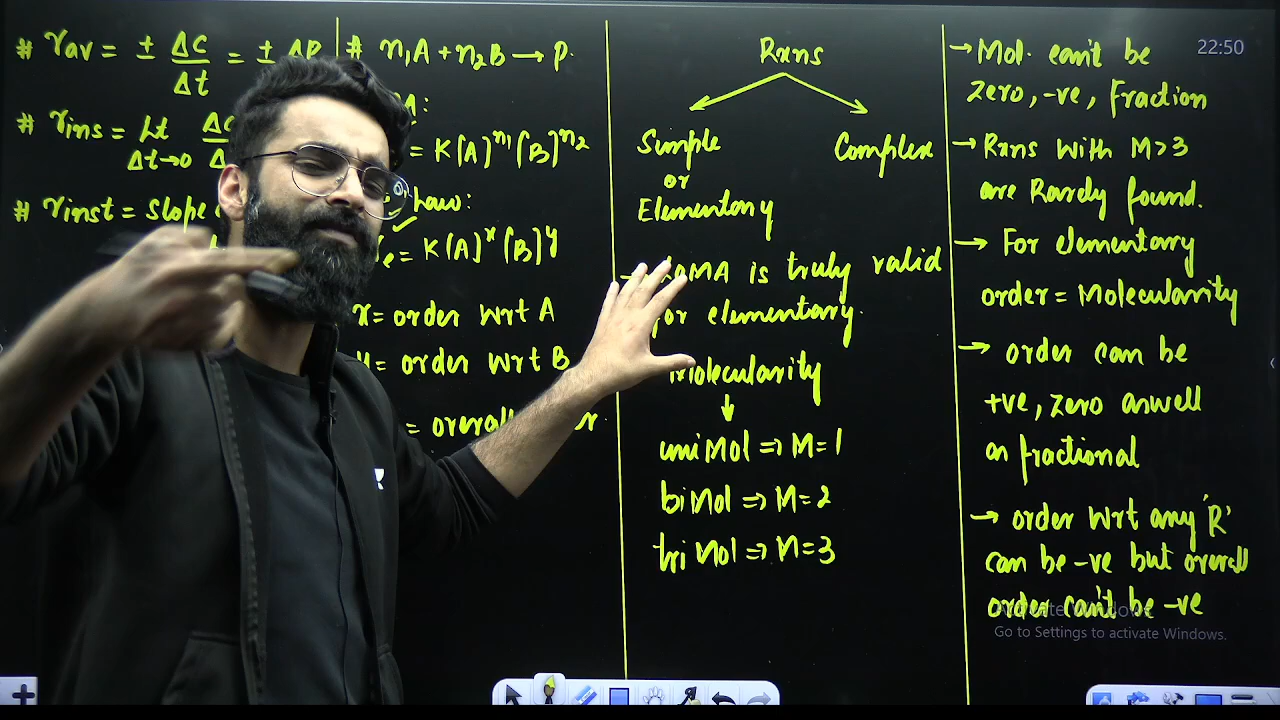 # rav = ± ΔC/Δt = ± ΔP
# rins = Lt Δt→0
# rinst = Slope
# n₁A + n₂B → P.
A:
= K[A]^n₁ [B]^n₂
Law:
= K[A]^x [B]^y
x = order wrt A
= order wrt B
= overall
Rxns
Simple
or
Elementary
Complex
→ LOMA is truly valid
for elementary.
Molecularity
↓
uniMol ⇒ M=1
biMol ⇒ M=2
tri Mol ⇒ M=3
22:50
→ Mol. can't be
zero, -ve, Fraction
→ Rxns with M>3
are Rarely found.
→ For elementary
order = Molecularity
→ order can be
+ve, zero aswell
as fractional
→ order wrt any 'R'
can be -ve but overall
order can't be -ve
Activate Windows
Go to Settings to activate Windows.